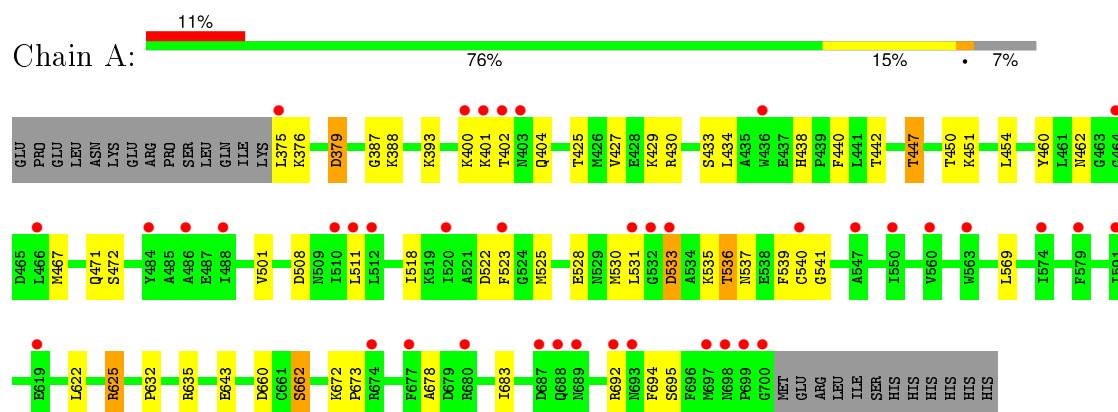 11%
Chain A:
76% 15% • 7%
GLU PRO GLU LEU ASN LYS GLU ARG PRO SER LEU GLN ILE LYS L375 K376 D379 G387 K388 K393 K400 K401 T402 N403 Q404 T425 M426 V427 E428 K429 R430 S433 L434 A435 W436 E437 H438 P439 F440 L441 T442 T447 T450 K451 L454 Y460 L461 N462 G463 G464
D465 L466 M467 Q471 S472 Y484 A485 A486 E487 I488 V501 D508 N509 I510 L511 L512 I518 K519 I520 A521 D522 F523 G524 M525 E528 N529 M530 L531 G532 D533 A534 K535 T536 N537 E538 F539 C540 G541 A547 I550 V560 W563 L569 I574 F579 I591
E619 L622 R625 P632 R635 E643 D660 C661 S662 K672 P673 R674 F677 A678 D679 R680 I683 D687 Q688 N689 R692 N693 F694 S695 F696 M697 N698 P699 G700 MET GLU ARG LEU ILE SER HIS HIS HIS HIS HIS HIS